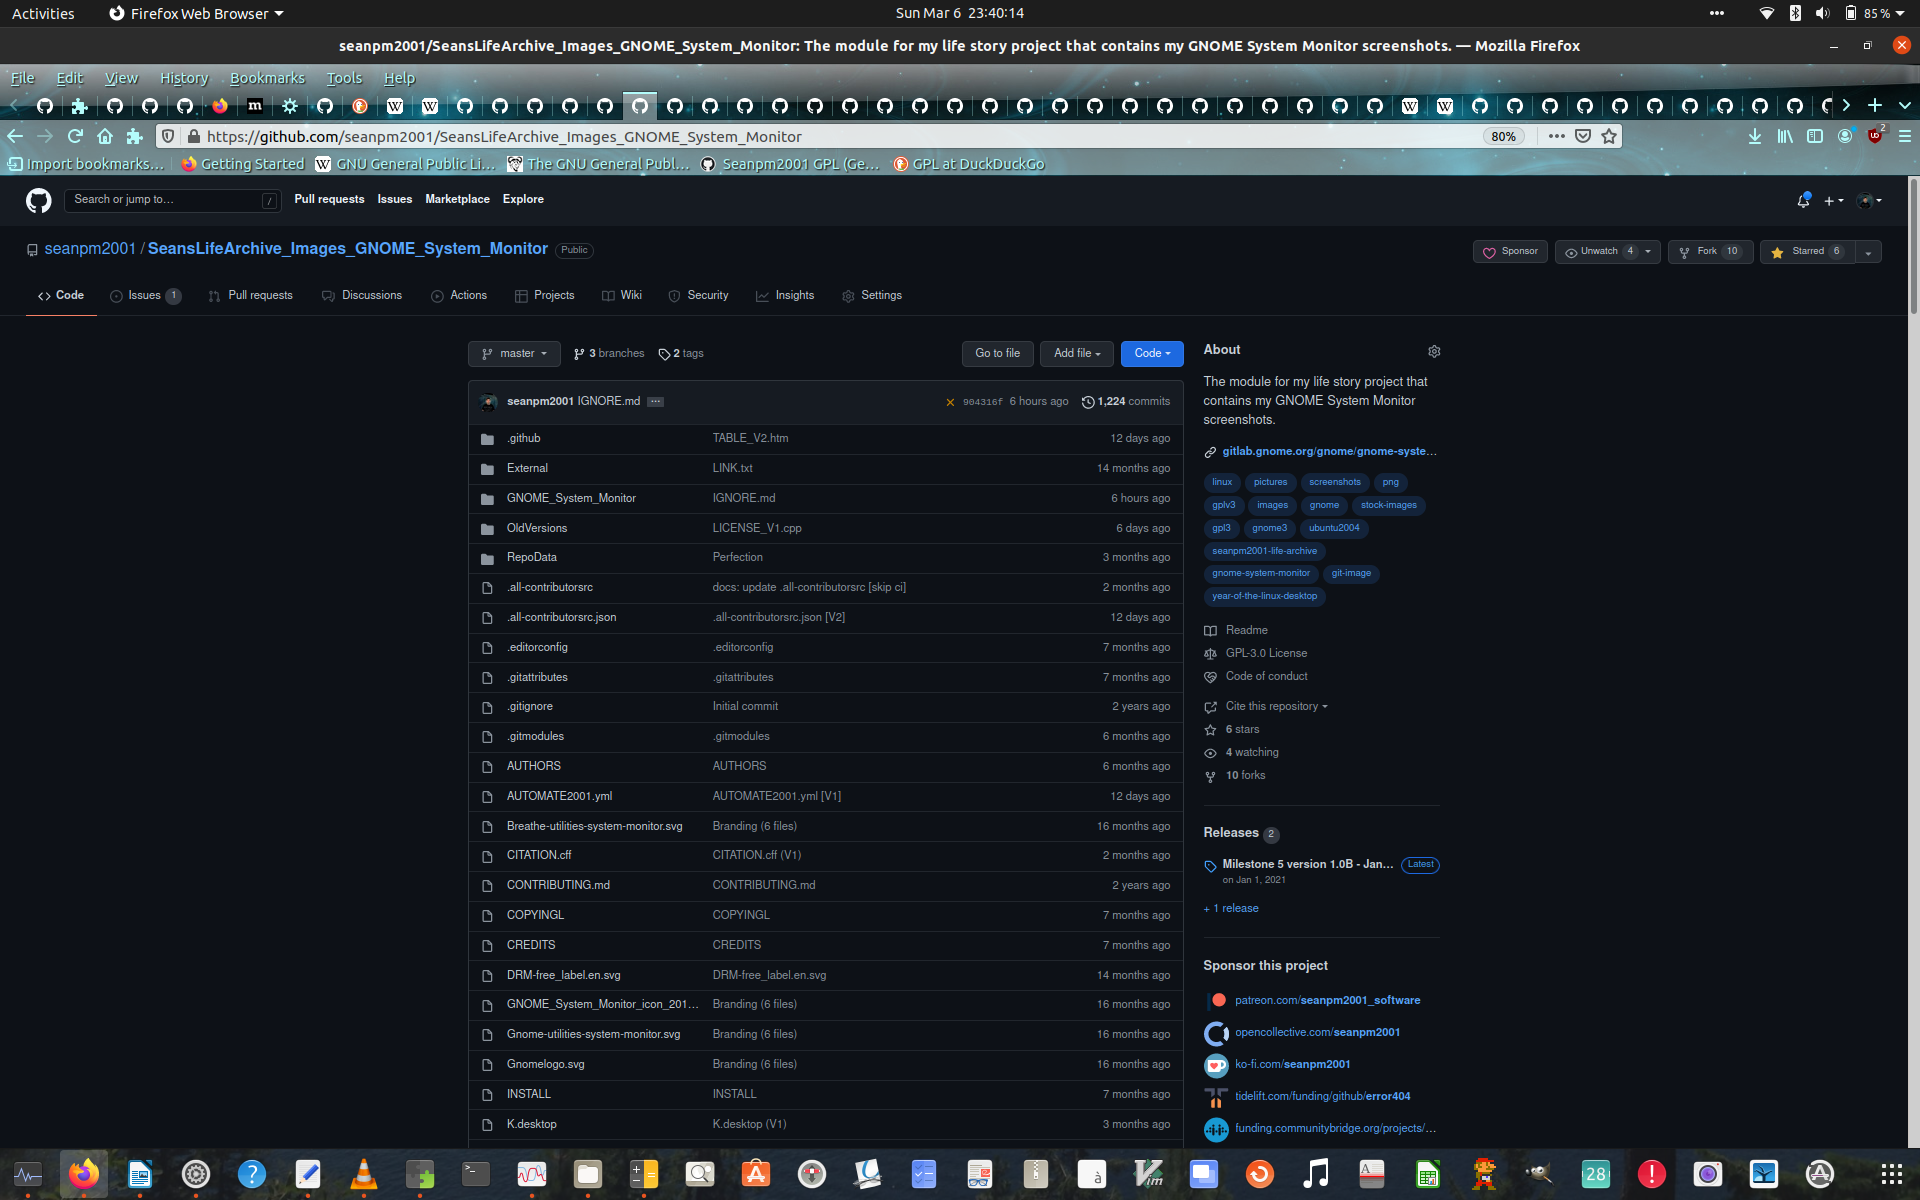 Activities Firefox Web Browser Sun Mar 6 23:40:14 85 %
seanpm2001/SeansLifeArchive_Images_GNOME_System_Monitor: The module for my life story project that contains my GNOME System Monitor screenshots. — Mozilla Firefox
File Edit View History Bookmarks Tools Help
https://github.com/seanpm2001/SeansLifeArchive_Images_GNOME_System_Monitor 80% 2
Import bookmarks... Getting Started GNU General Public Li... The GNU General Publ... Seanpm2001 GPL (Ge... GPL at DuckDuckGo
Search or jump to... / Pull requests Issues Marketplace Explore
seanpm2001 / SeansLifeArchive_Images_GNOME_System_Monitor Public Sponsor Unwatch 4 Fork 10 Starred 6
Code Issues 1 Pull requests Discussions Actions Projects Wiki Security Insights Settings
master 3 branches 2 tags Go to file Add file Code
seanpm2001 IGNORE.md 904316f 6 hours ago 1,224 commits
.github TABLE_V2.htm 12 days ago
External LINK.txt 14 months ago
GNOME_System_Monitor IGNORE.md 6 hours ago
OldVersions LICENSE_V1.cpp 6 days ago
RepoData Perfection 3 months ago
.all-contributorsrc docs: update .all-contributorsrc [skip ci] 2 months ago
.all-contributorsrc.json .all-contributorsrc.json [V2] 12 days ago
.editorconfig .editorconfig 7 months ago
.gitattributes .gitattributes 7 months ago
.gitignore Initial commit 2 years ago
.gitmodules .gitmodules 6 months ago
AUTHORS AUTHORS 6 months ago
AUTOMATE2001.yml AUTOMATE2001.yml [V1] 12 days ago
Breathe-utilities-system-monitor.svg Branding (6 files) 16 months ago
CITATION.cff CITATION.cff (V1) 2 months ago
CONTRIBUTING.md CONTRIBUTING.md 2 years ago
COPYINGL COPYINGL 7 months ago
CREDITS CREDITS 7 months ago
DRM-free_label.en.svg DRM-free_label.en.svg 14 months ago
GNOME_System_Monitor_icon_201... Branding (6 files) 16 months ago
Gnome-utilities-system-monitor.svg Branding (6 files) 16 months ago
Gnomelogo.svg Branding (6 files) 16 months ago
INSTALL INSTALL 7 months ago
K.desktop K.desktop (V1) 3 months ago
About
The module for my life story project that
contains my GNOME System Monitor
screenshots.
gitlab.gnome.org/gnome/gnome-syste...
linux pictures screenshots png
gplv3 images gnome stock-images
gpl3 gnome3 ubuntu2004
seanpm2001-life-archive
gnome-system-monitor git-image
year-of-the-linux-desktop
Readme
GPL-3.0 License
Code of conduct
Cite this repository
6 stars
4 watching
10 forks
Releases 2
Milestone 5 version 1.0B - Jan... Latest
on Jan 1, 2021
+ 1 release
Sponsor this project
patreon.com/seanpm2001_software
opencollective.com/seanpm2001
ko-fi.com/seanpm2001
tidelift.com/funding/github/error404
funding.communitybridge.org/projects/...
28